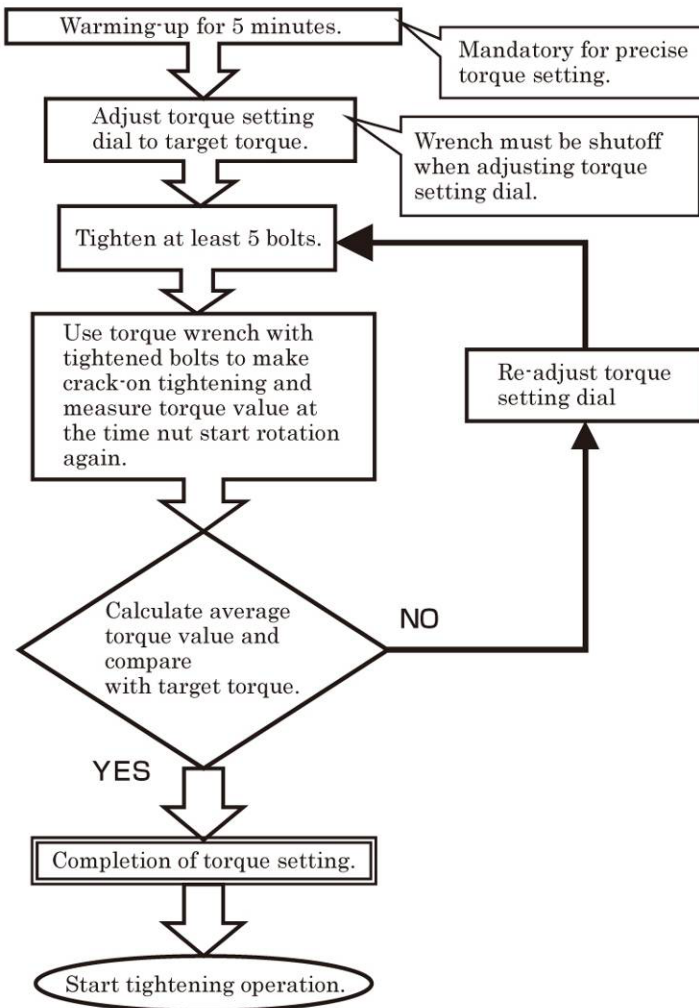 Warming-up for 5 minutes.
Mandatory for precise
torque setting.
Adjust torque setting
dial to target torque.
Wrench must be shutoff
when adjusting torque
setting dial.
Tighten at least 5 bolts.
Use torque wrench with
tightened bolts to make
crack-on tightening and
measure torque value at
the time nut start rotation
again.
Re-adjust torque
setting dial
Calculate average
torque value and
compare
with target torque.
NO
YES
Completion of torque setting.
Start tightening operation.